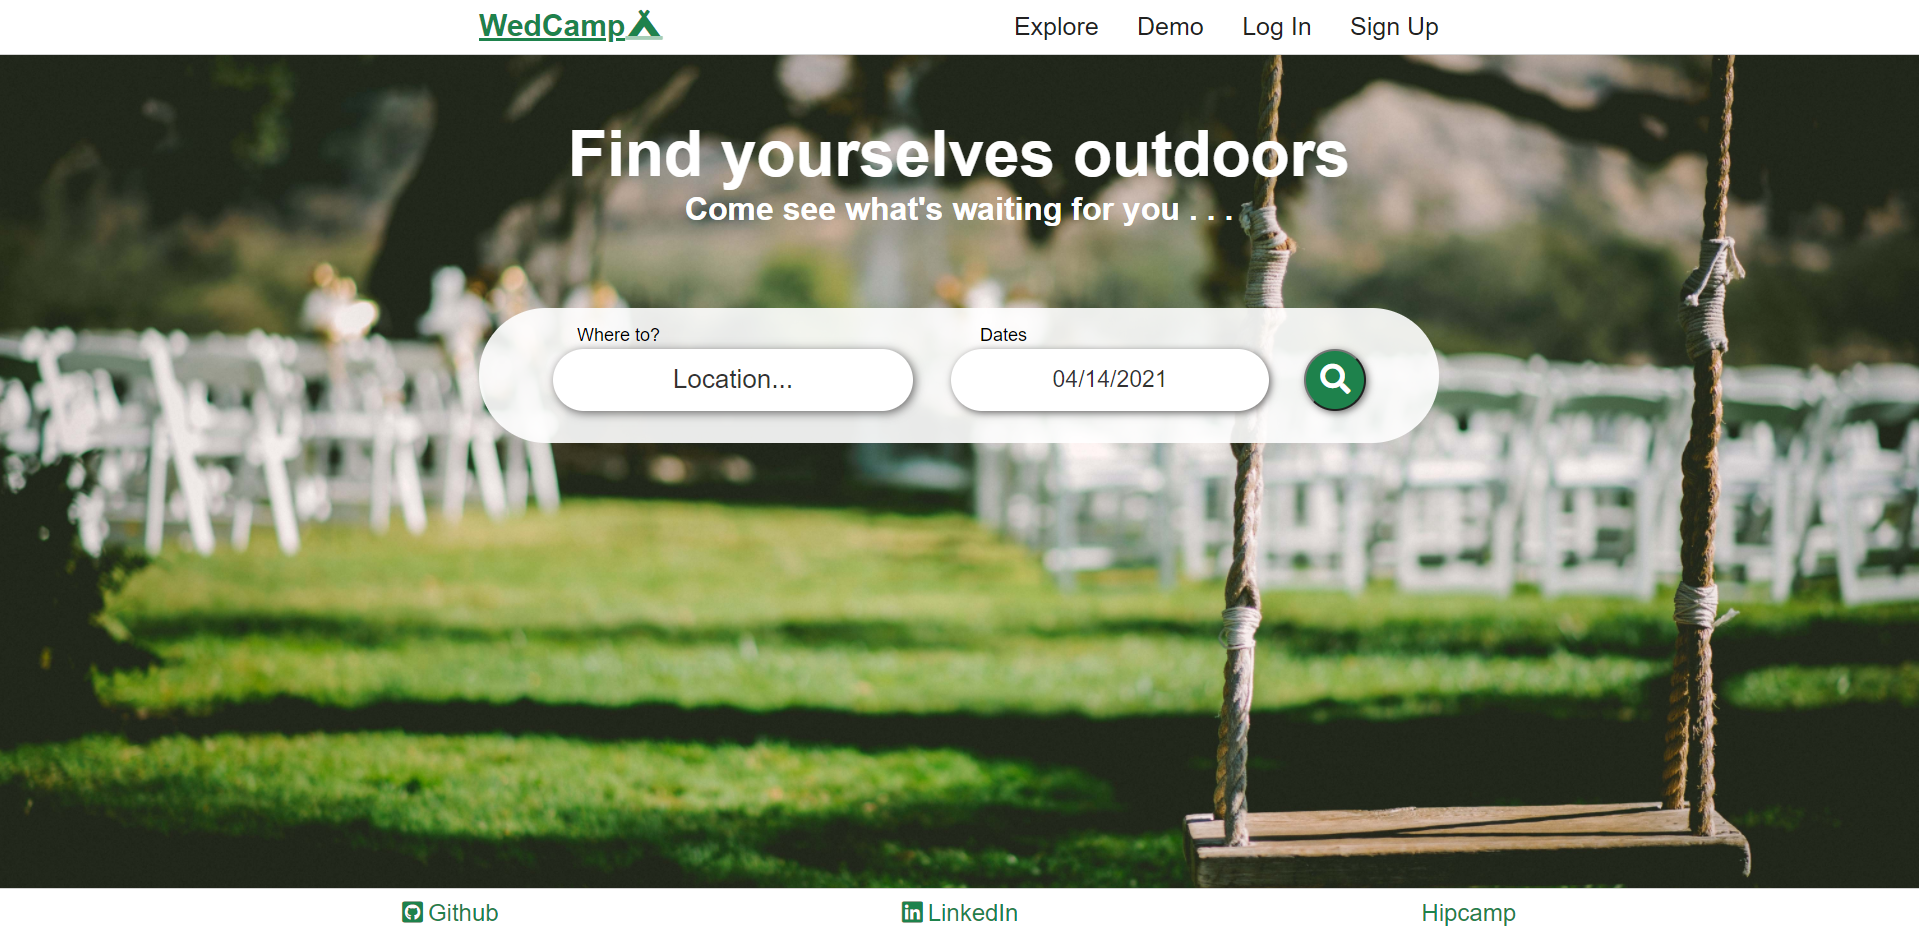 WedCamp
Explore Demo Log In Sign Up
Find yourselves outdoors
Come see what's waiting for you . . .
Where to? Dates
Location... 04/14/2021
Github LinkedIn Hipcamp